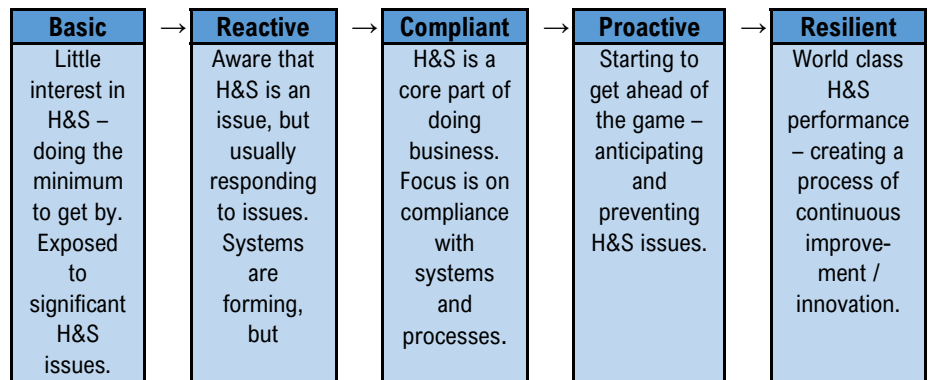 Basic → Reactive → Compliant → Proactive → Resilient
Little
interest in
H&S –
doing the
minimum
to get by.
Exposed
to
significant
H&S
issues.
Aware that
H&S is an
issue, but
usually
responding
to issues.
Systems
are
forming,
but
H&S is a
core part of
doing
business.
Focus is on
compliance
with
systems
and
processes.
Starting to
get ahead of
the game –
anticipating
and
preventing
H&S issues.
World class
H&S
performance
– creating a
process of
continuous
improve-
ment /
innovation.